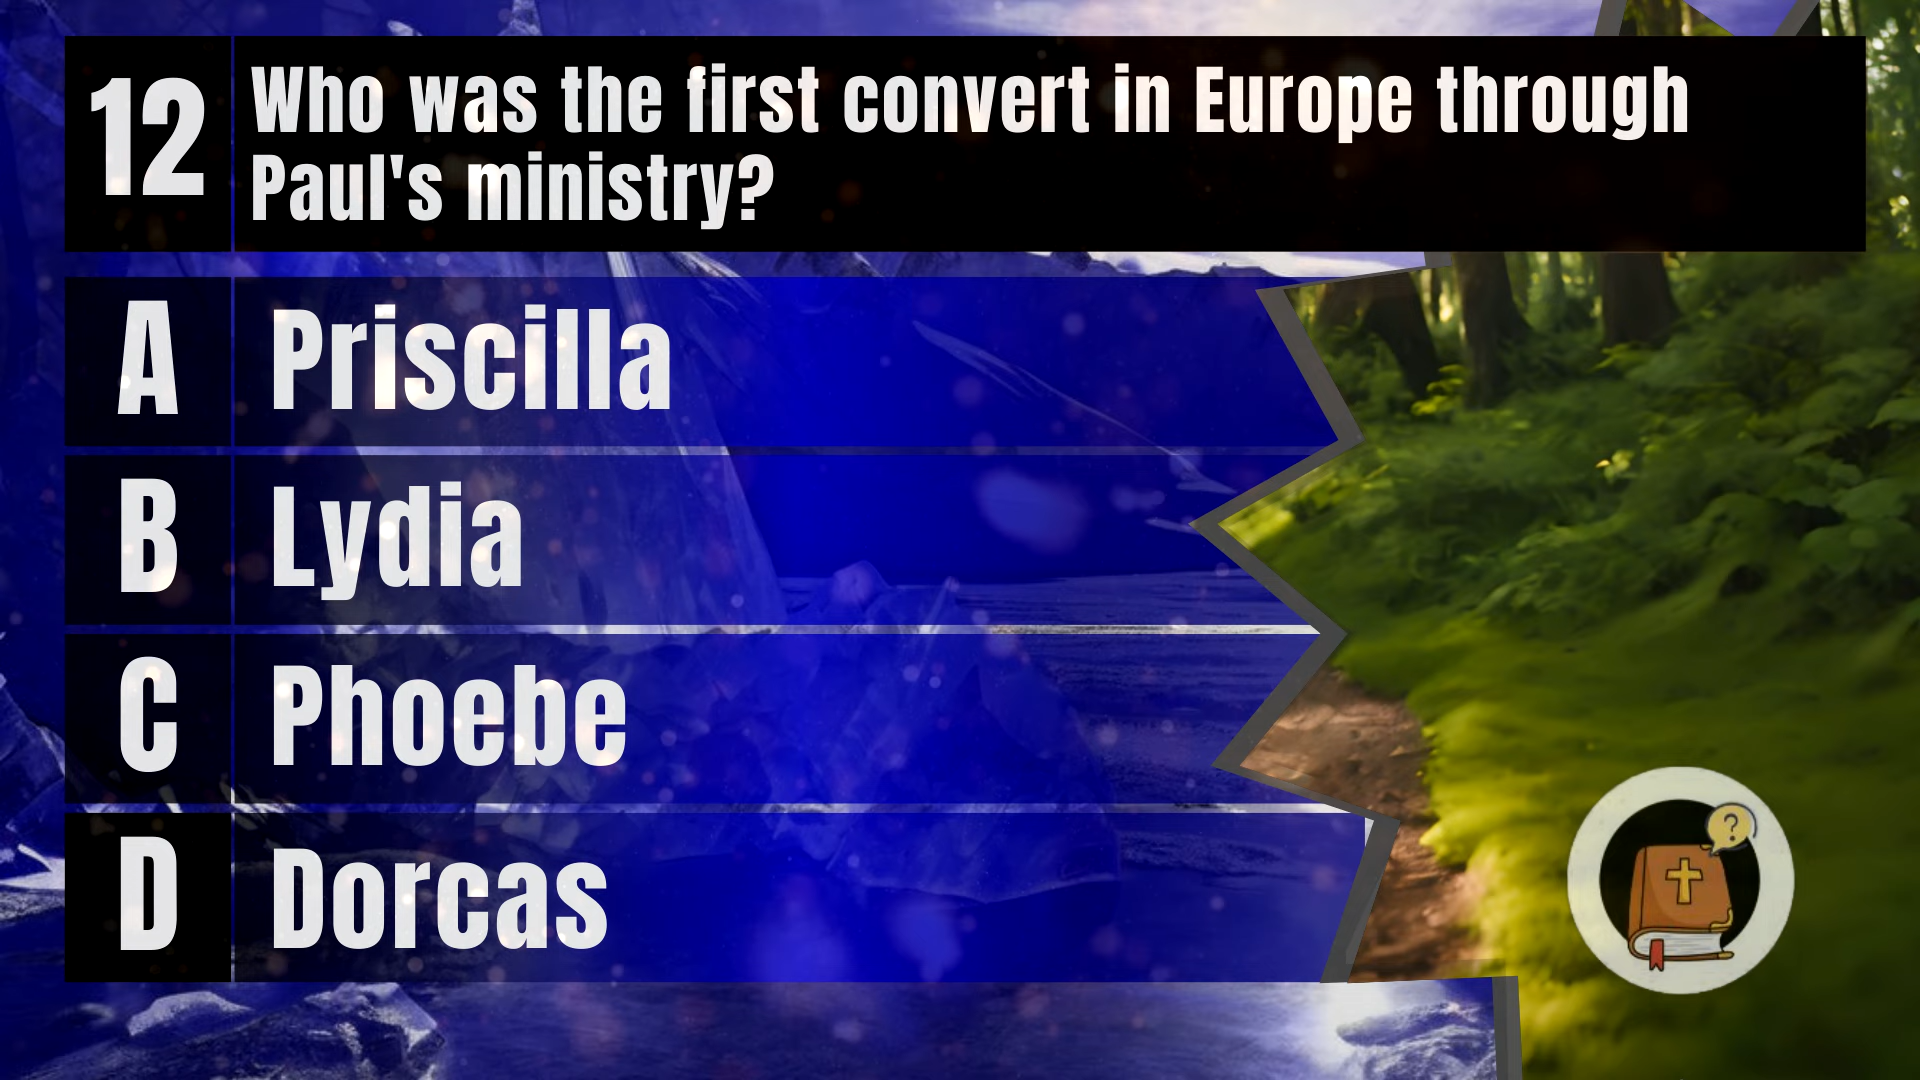 12
Who was the first convert in Europe through
Paul's ministry?
A
Priscilla
B
Lydia
C
Phoebe
D
Dorcas
?